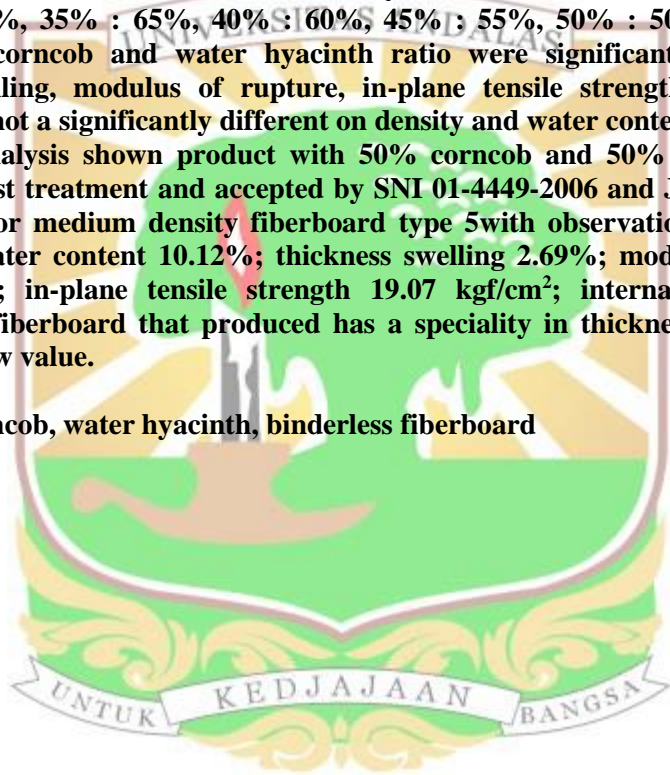 %, 35% : 65%, 40% : 60%, 45% : 55%, 50% : 50
UNIVERSITAS ANDALAS
corncob and water hyacinth ratio were significant
ling, modulus of rupture, in-plane tensile strength
not a significantly different on density and water conte
alysis shown product with 50% corncob and 50%
st treatment and accepted by SNI 01-4449-2006 and J
or medium density fiberboard type 5with observatio
ater content 10.12%; thickness swelling 2.69%; mod
; in-plane tensile strength 19.07 kgf/cm²; interna
fiberboard that produced has a speciality in thickne
w value.
cob, water hyacinth, binderless fiberboard
UNTUK KEDJAJAAN BANGSA